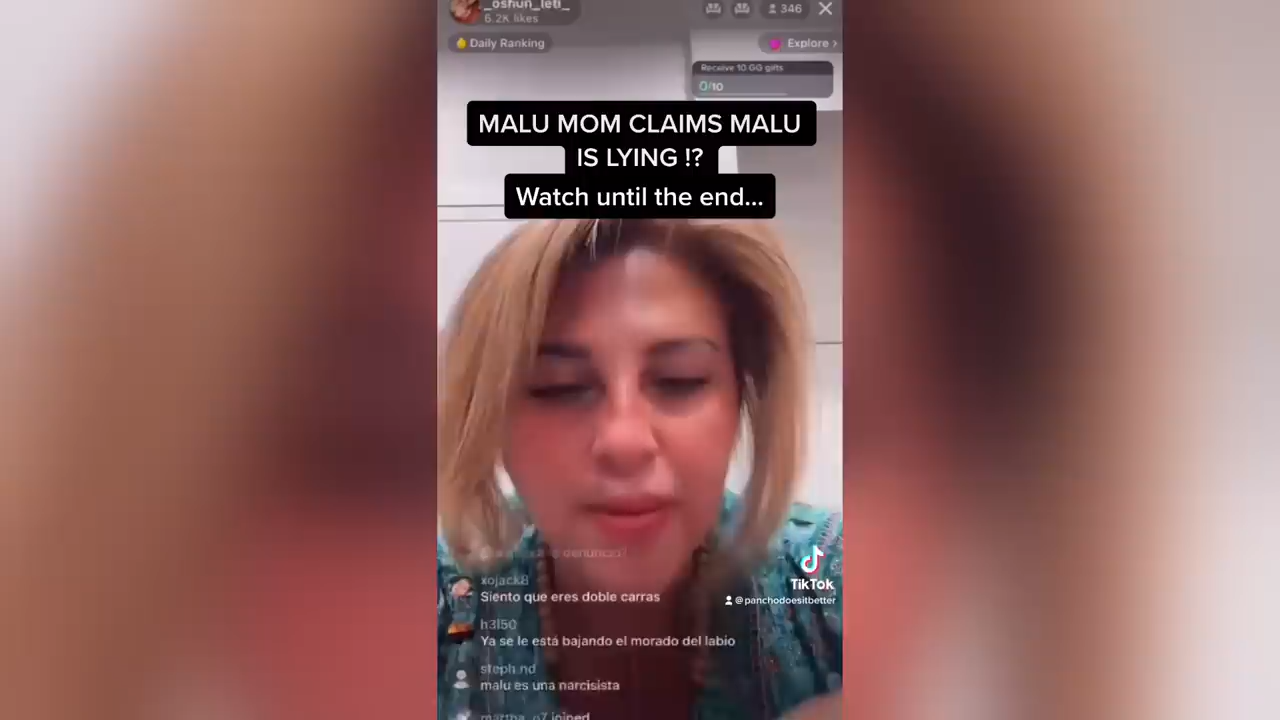 _oshun_leti_
6.2K likes
346
Daily Ranking
Explore >
Receive 10 GG gifts
0/10
MALU MOM CLAIMS MALU
IS LYING !?
Watch until the end...
denuncio?
xojack8
Siento que eres doble carras
h3l50
Ya se le está bajando el morado del labio
steph.nd
malu es una narcisista
TikTok
@panchodoesitbetter
joined